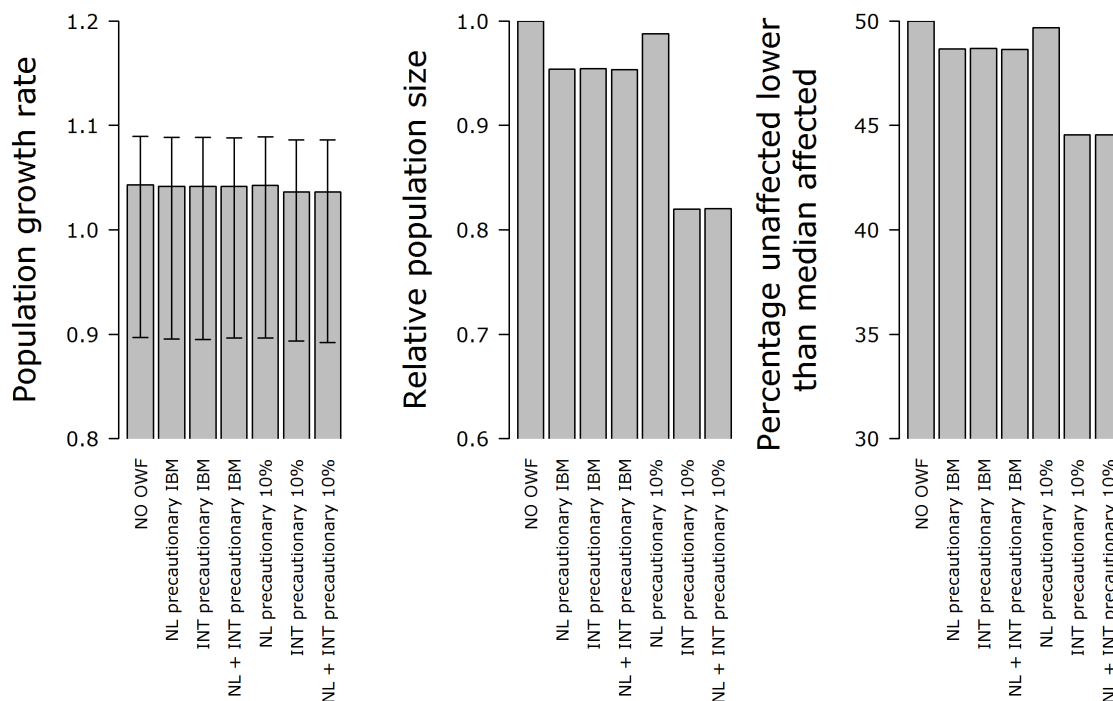 Population growth rate
1.2
1.1
1.0
0.9
0.8
NO OWF
NL precautionary IBM
INT precautionary IBM
NL + INT precautionary IBM
NL precautionary 10%
INT precautionary 10%
NL + INT precautionary 10%
Relative population size
1.0
0.9
0.8
0.7
0.6
NO OWF
NL precautionary IBM
INT precautionary IBM
NL + INT precautionary IBM
NL precautionary 10%
INT precautionary 10%
NL + INT precautionary 10%
Percentage unaffected lower
than median affected
50
45
40
35
30
NO OWF
NL precautionary IBM
INT precautionary IBM
NL + INT precautionary IBM
NL precautionary 10%
INT precautionary 10%
NL + INT precautionary 10%